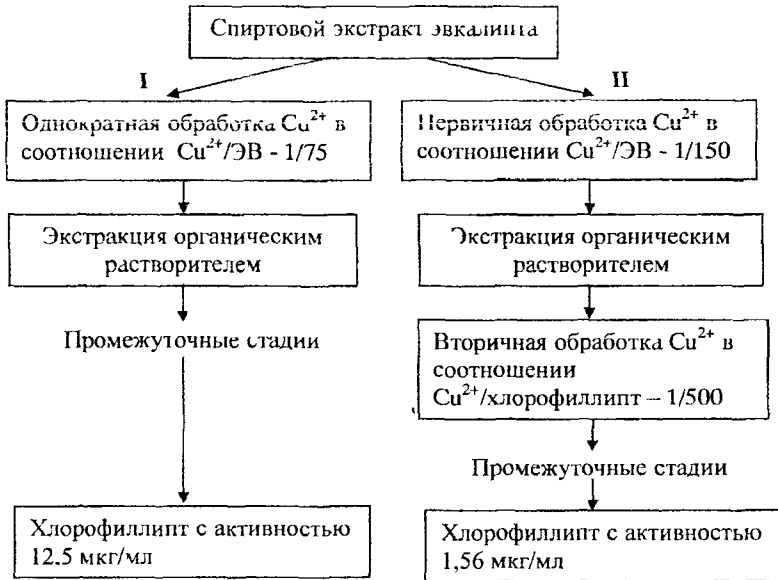 Спиртовой экстракт эвкалипта
I
II
Однократная обработка Cu²⁺ в
соотношении Cu²⁺/ЭВ - 1/75
Первичная обработка Cu²⁺ в
соотношении Cu²⁺/ЭВ - 1/150
Экстракция органическим
растворителем
Экстракция органическим
растворителем
Промежуточные стадии
Вторичная обработка Cu²⁺ в
соотношении
Cu²⁺/хлорофиллипт – 1/500
Промежуточные стадии
Хлорофиллипт с активностью
12.5 мкг/мл
Хлорофиллипт с активностью
1,56 мкг/мл